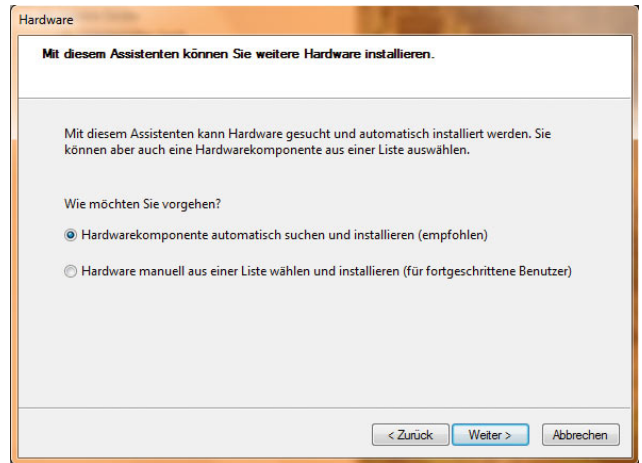 Hardware
Mit diesem Assistenten können Sie weitere Hardware installieren.
Mit diesem Assistenten kann Hardware gesucht und automatisch installiert werden. Sie
können aber auch eine Hardwarekomponente aus einer Liste auswählen.
Wie möchten Sie vorgehen?
Hardwarekomponente automatisch suchen und installieren (empfohlen)
Hardware manuell aus einer Liste wählen und installieren (für fortgeschrittene Benutzer)
< Zurück Weiter > Abbrechen